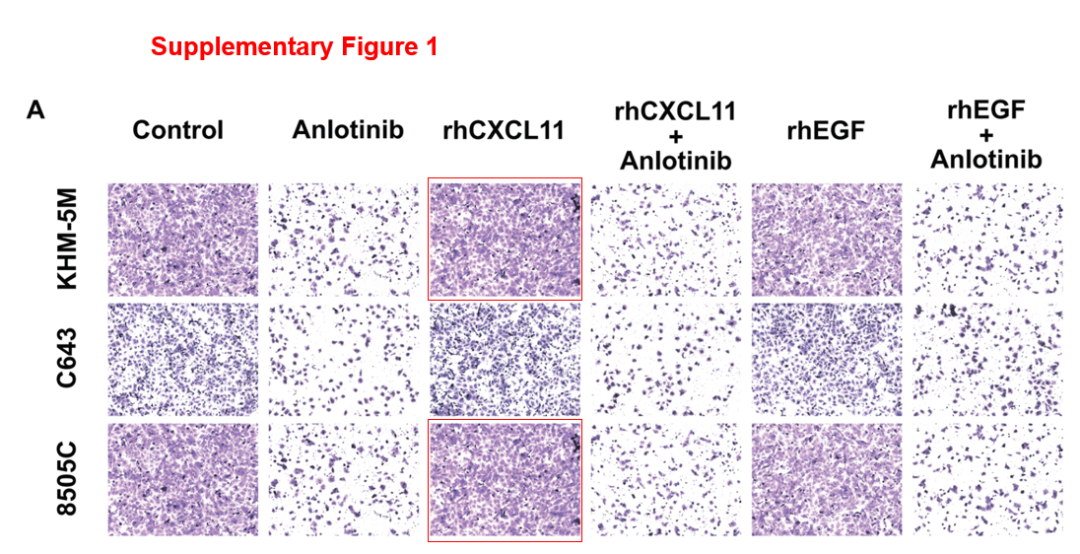 Supplementary Figure 1
A
Control
Anlotinib
rhCXCL11
rhCXCL11
+
Anlotinib
rhEGF
rhEGF
+
Anlotinib
KHM-5M
C643
8505C